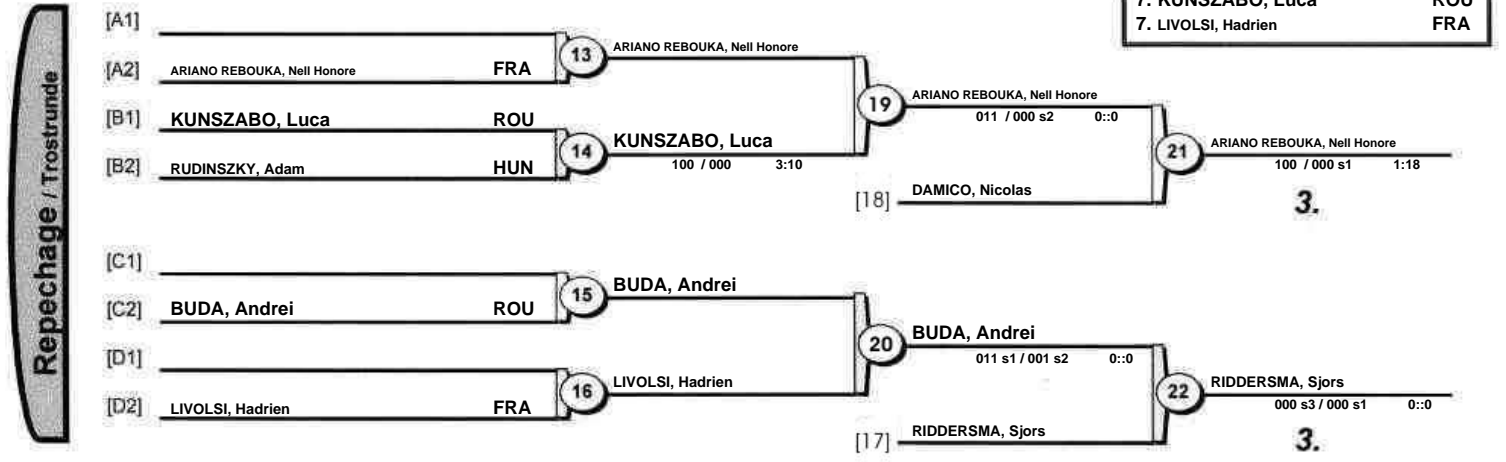 7. KUNSZABO, Luca ROU
7. LIVOLSI, Hadrien FRA
Repechage / Trostrunde
[A1]
[A2] ARIANO REBOUKA, Nell Honore FRA
13 ARIANO REBOUKA, Nell Honore
[B1] KUNSZABO, Luca ROU
[B2] RUDINSZKY, Adam HUN
14 KUNSZABO, Luca
100 / 000 3:10
19 ARIANO REBOUKA, Nell Honore
011 / 000 s2 0::0
[18] DAMICO, Nicolas
21 ARIANO REBOUKA, Nell Honore
100 / 000 s1 1:18
3.
[C1]
[C2] BUDA, Andrei ROU
15 BUDA, Andrei
[D1]
[D2] LIVOLSI, Hadrien FRA
16 LIVOLSI, Hadrien
20 BUDA, Andrei
011 s1 / 001 s2 0::0
[17] RIDDERSMA, Sjors
22 RIDDERSMA, Sjors
000 s3 / 000 s1 0::0
3.